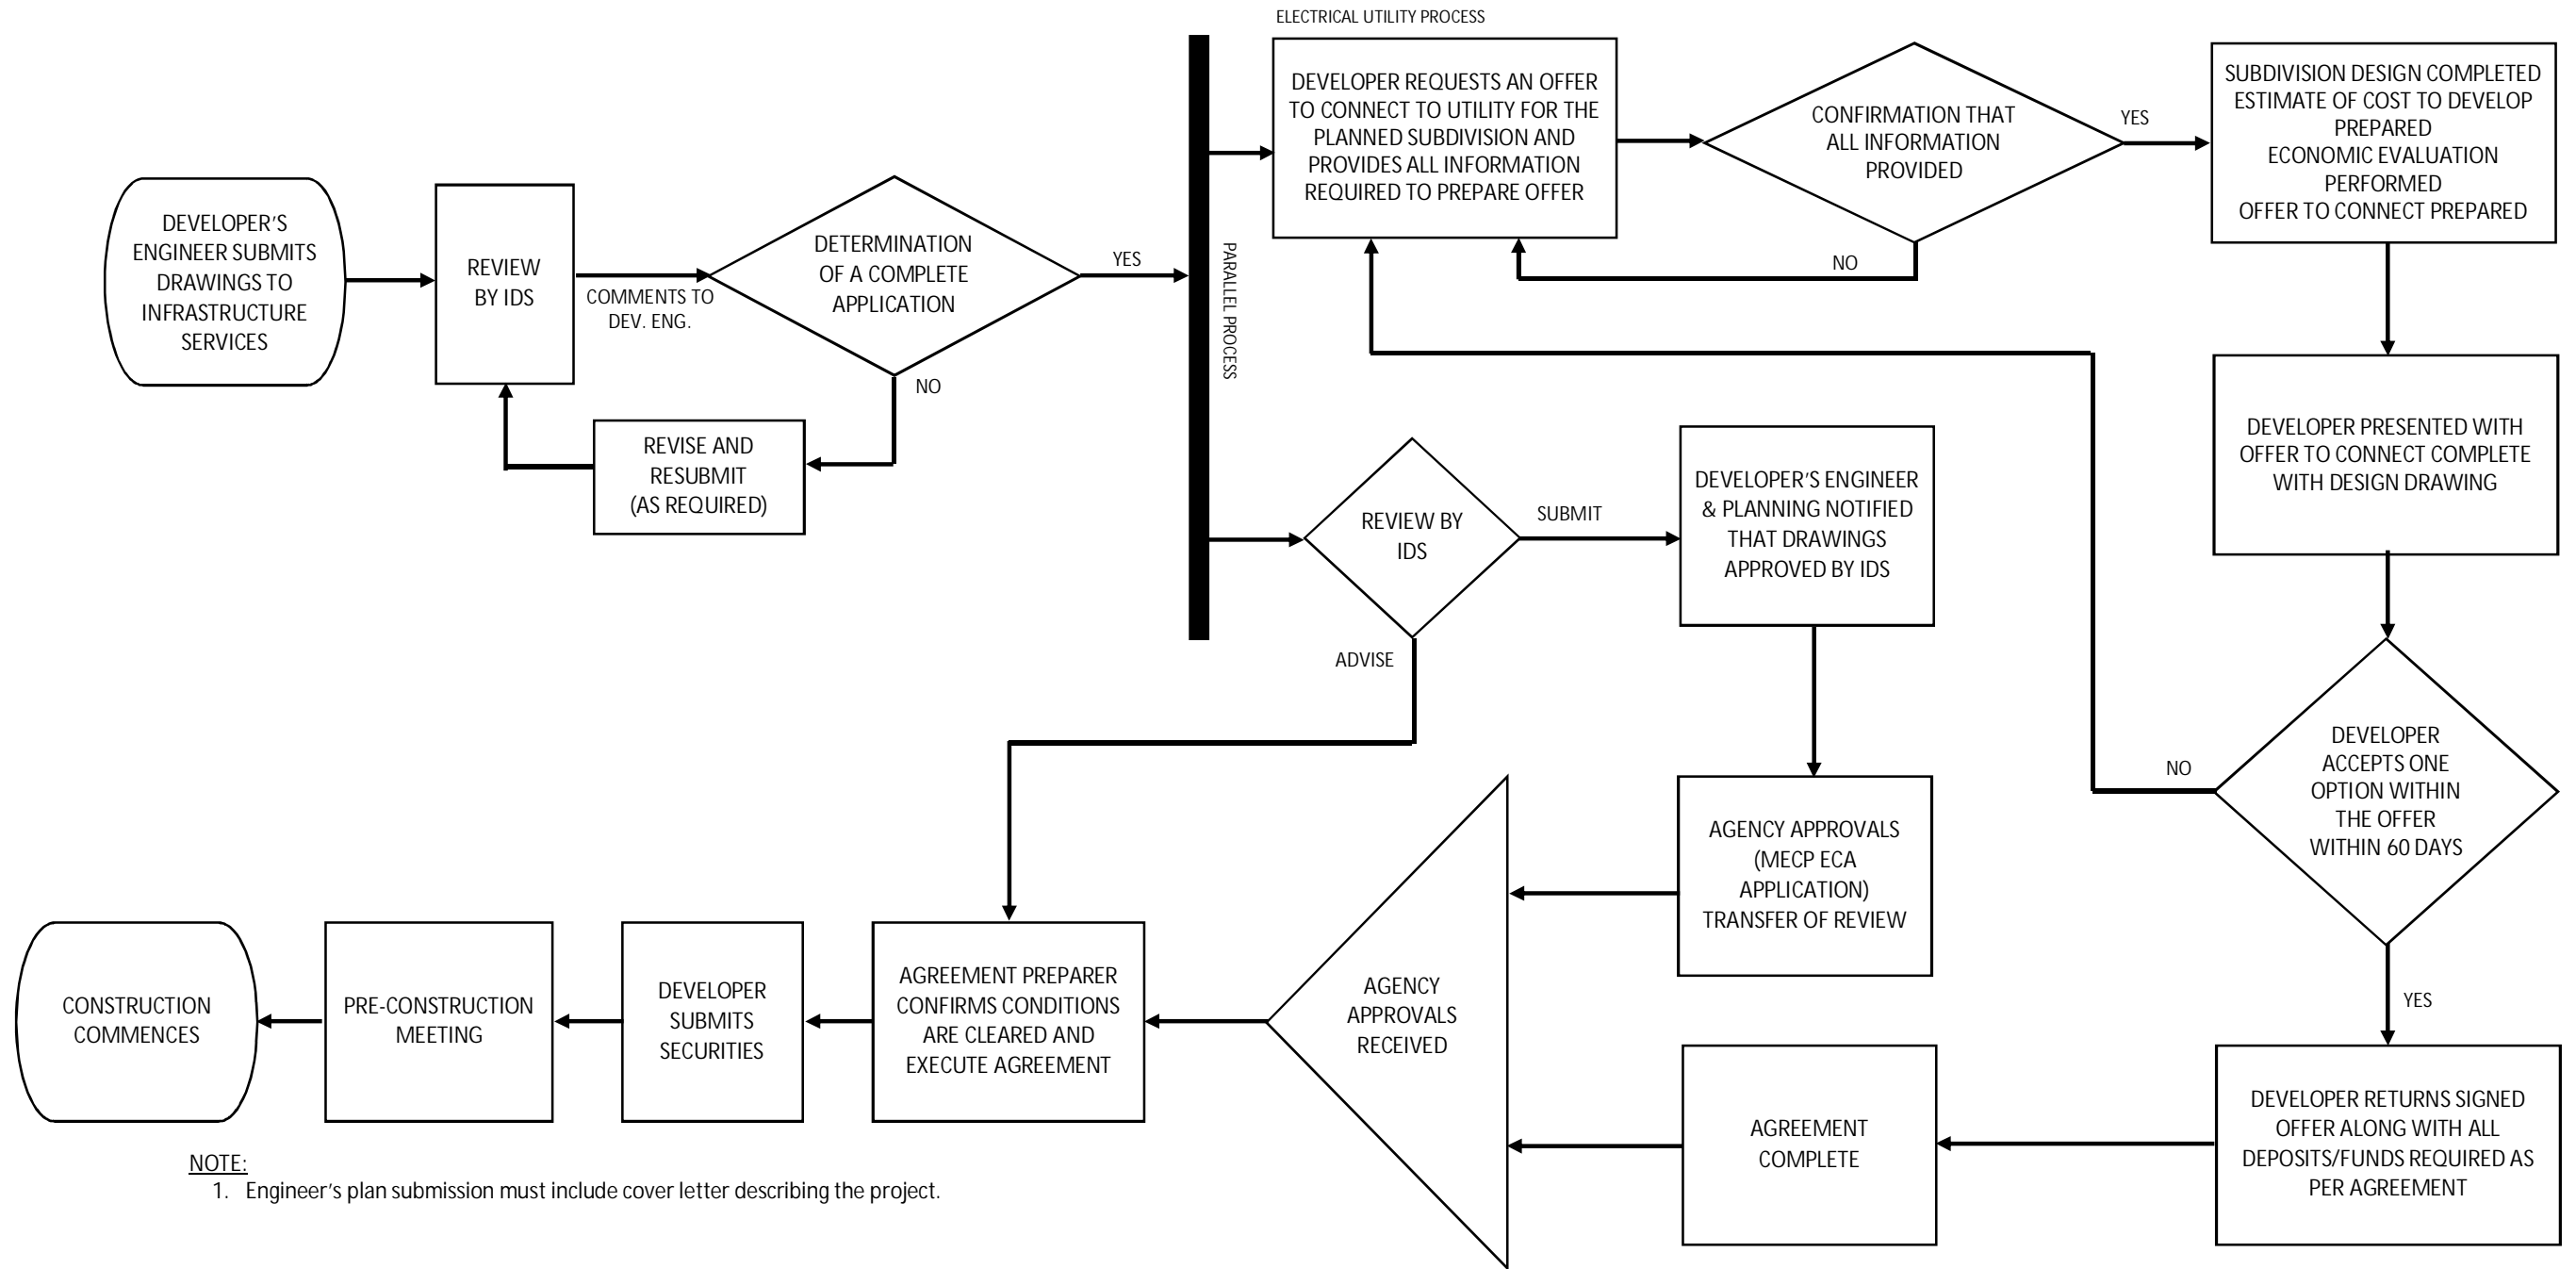 ELECTRICAL UTILITY PROCESS
DEVELOPER'S
ENGINEER SUBMITS
DRAWINGS TO
INFRASTRUCTURE
SERVICES
REVIEW
BY IDS
COMMENTS TO
DEV. ENG.
DETERMINATION
OF A COMPLETE
APPLICATION
YES
NO
REVISE AND
RESUBMIT
(AS REQUIRED)
PARALLEL PROCESS
DEVELOPER REQUESTS AN OFFER
TO CONNECT TO UTILITY FOR THE
PLANNED SUBDIVISION AND
PROVIDES ALL INFORMATION
REQUIRED TO PREPARE OFFER
CONFIRMATION THAT
ALL INFORMATION
PROVIDED
YES
NO
SUBDIVISION DESIGN COMPLETED
ESTIMATE OF COST TO DEVELOP
PREPARED
ECONOMIC EVALUATION
PERFORMED
OFFER TO CONNECT PREPARED
DEVELOPER PRESENTED WITH
OFFER TO CONNECT COMPLETE
WITH DESIGN DRAWING
REVIEW BY
IDS
SUBMIT
ADVISE
DEVELOPER'S ENGINEER
& PLANNING NOTIFIED
THAT DRAWINGS
APPROVED BY IDS
DEVELOPER
ACCEPTS ONE
OPTION WITHIN
THE OFFER
WITHIN 60 DAYS
NO
YES
AGENCY APPROVALS
(MECP ECA
APPLICATION)
TRANSFER OF REVIEW
DEVELOPER RETURNS SIGNED
OFFER ALONG WITH ALL
DEPOSITS/FUNDS REQUIRED AS
PER AGREEMENT
AGREEMENT
COMPLETE
AGENCY
APPROVALS
RECEIVED
AGREEMENT PREPARER
CONFIRMS CONDITIONS
ARE CLEARED AND
EXECUTE AGREEMENT
DEVELOPER
SUBMITS
SECURITIES
PRE-CONSTRUCTION
MEETING
CONSTRUCTION
COMMENCES
NOTE:
1. Engineer's plan submission must include cover letter describing the project.